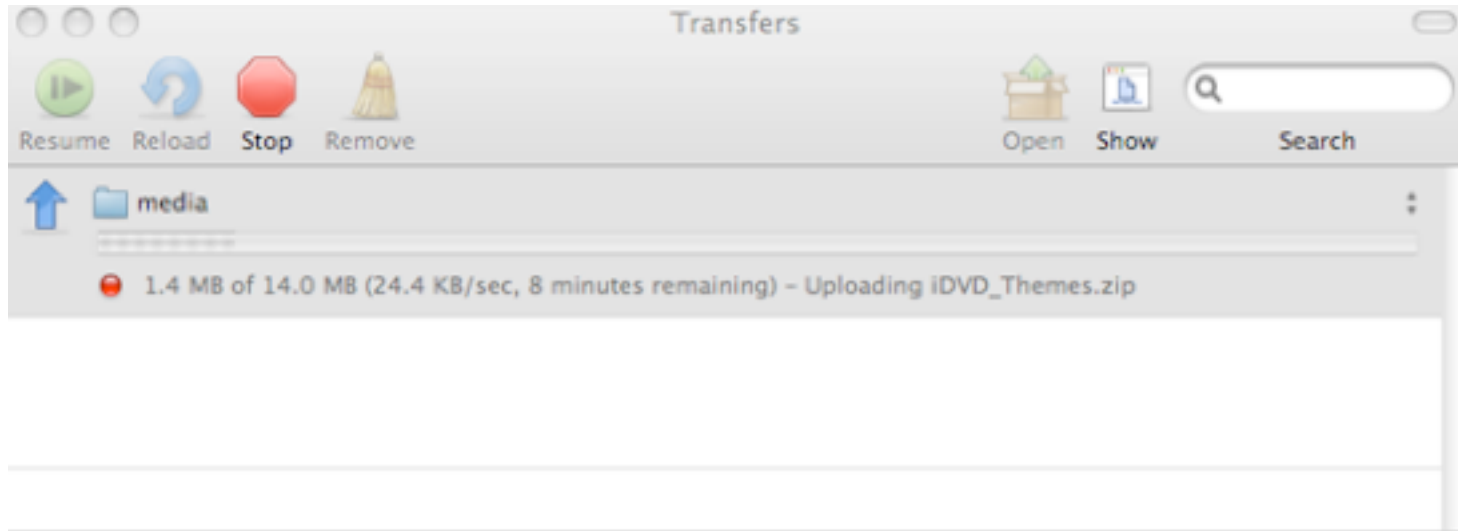 Transfers
Resume Reload Stop Remove Open Show Search
media
1.4 MB of 14.0 MB (24.4 KB/sec, 8 minutes remaining) – Uploading iDVD_Themes.zip